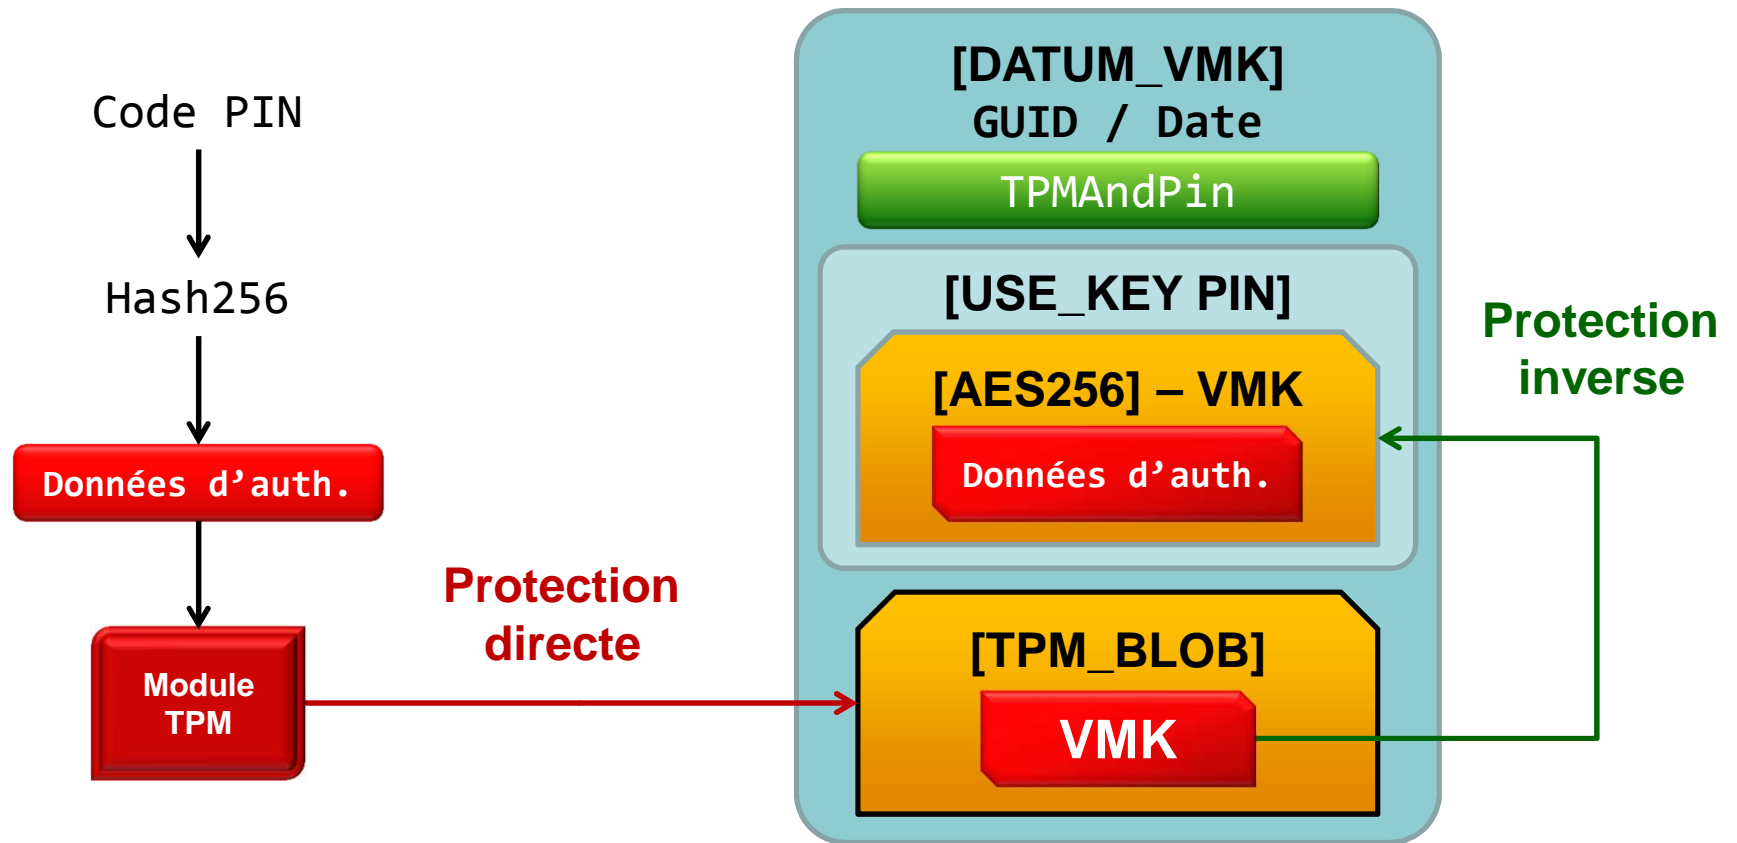 Code PIN
Hash256
Données d’auth.
Module
TPM
Protection
directe
[DATUM_VMK]
GUID / Date
TPMAndPin
[USE_KEY PIN]
[AES256] – VMK
Données d’auth.
[TPM_BLOB]
VMK
Protection
inverse